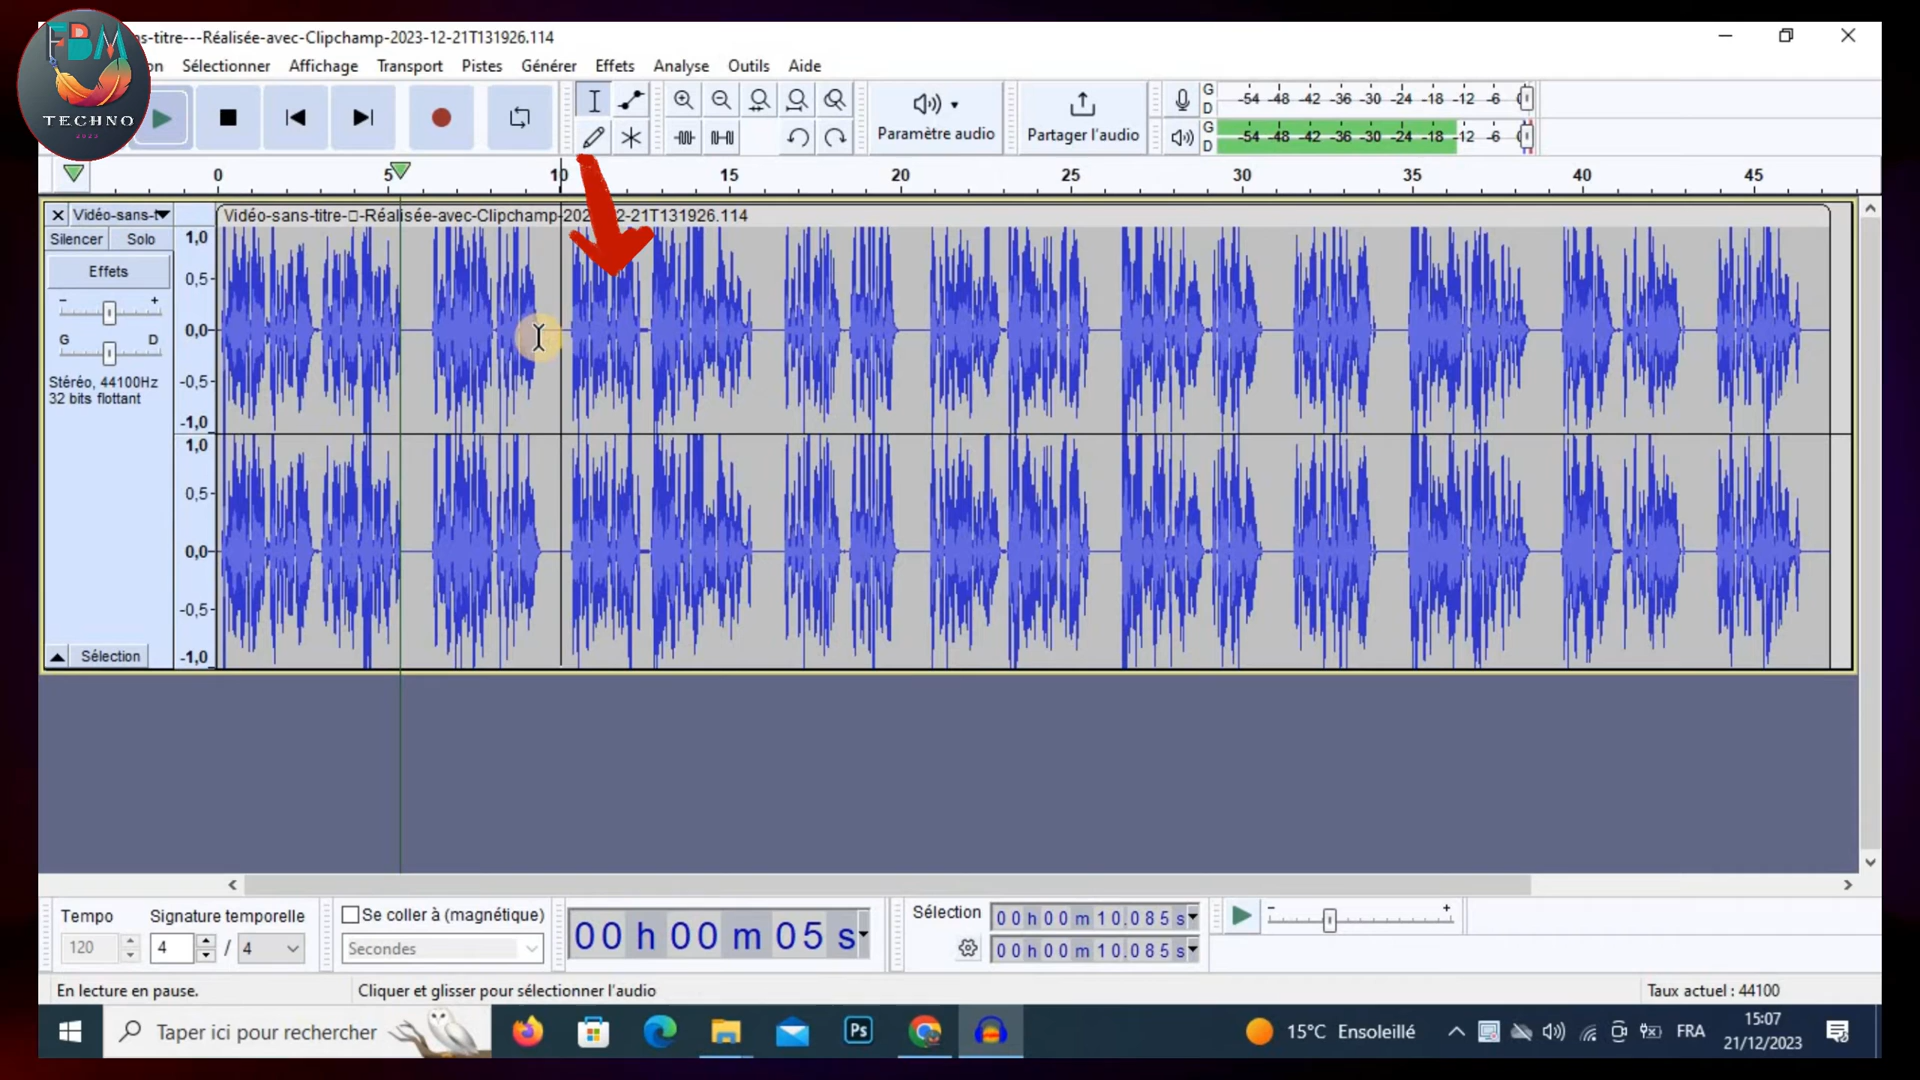 FBM
TECHNO
2023
s-titre---Réalisée-avec-Clipchamp-2023-12-21T131926.114
on Sélectionner Affichage Transport Pistes Générer Effets Analyse Outils Aide
Paramètre audio
Partager l'audio
G
D
-54 -48 -42 -36 -30 -24 -18 -12 -6 0
G
D
-54 -48 -42 -36 -30 -24 -18 -12 -6
0 5 10 15 20 25 30 35 40 45
Vidéo-sans-t
Vidéo-sans-titre-□-Réalisée-avec-Clipchamp-202 2-21T131926.114
Silencer Solo
Effets
- +
G D
Stéréo, 44100Hz
32 bits flottant
1,0
0,5-
0,0-
-0,5-
-1,0
1,0
0,5-
0,0-
-0,5-
-1,0
Sélection
Tempo
120
Signature temporelle
4 / 4
Se coller à (magnétique)
Secondes
00 h 00 m 05 s
Sélection
00 h 00 m 10.085 s
00 h 00 m 10.085 s
- +
En lecture en pause.
Cliquer et glisser pour sélectionner l'audio
Taux actuel : 44100
Taper ici pour rechercher
Ps
15°C Ensoleillé
FRA
15:07
21/12/2023